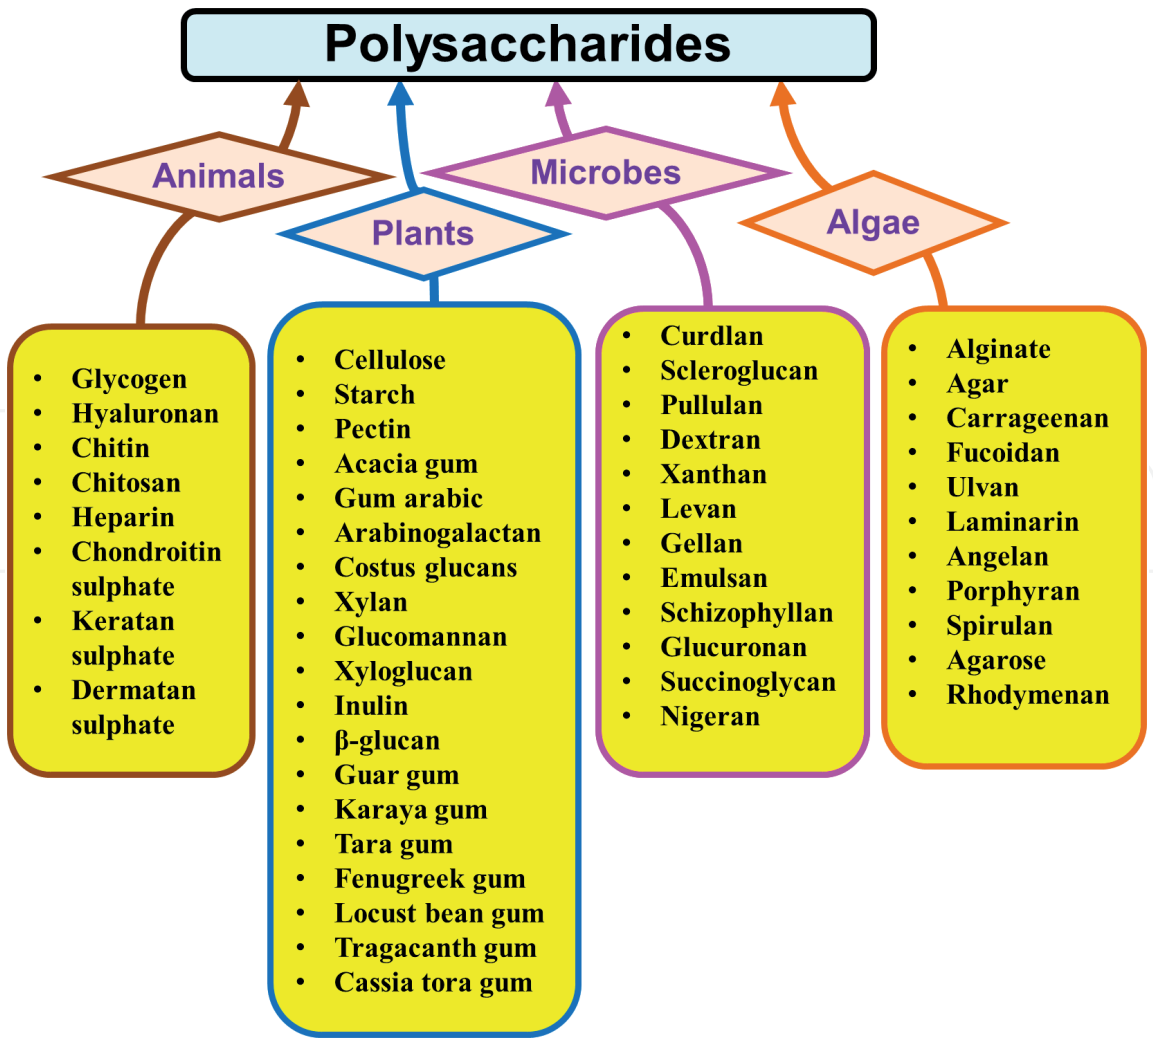 Polysaccharides
Animals
Plants
Microbes
Algae
• Glycogen
• Hyaluronan
• Chitin
• Chitosan
• Heparin
• Chondroitin
sulphate
• Keratan
sulphate
• Dermatan
sulphate
• Cellulose
• Starch
• Pectin
• Acacia gum
• Gum arabic
• Arabinogalactan
• Costus glucans
• Xylan
• Glucomannan
• Xyloglucan
• Inulin
• β-glucan
• Guar gum
• Karaya gum
• Tara gum
• Fenugreek gum
• Locust bean gum
• Tragacanth gum
• Cassia tora gum
• Curdlan
• Scleroglucan
• Pullulan
• Dextran
• Xanthan
• Levan
• Gellan
• Emulsan
• Schizophyllan
• Glucuronan
• Succinoglycan
• Nigeran
• Alginate
• Agar
• Carrageenan
• Fucoidan
• Ulvan
• Laminarin
• Angelan
• Porphyran
• Spirulan
• Agarose
• Rhodymenan